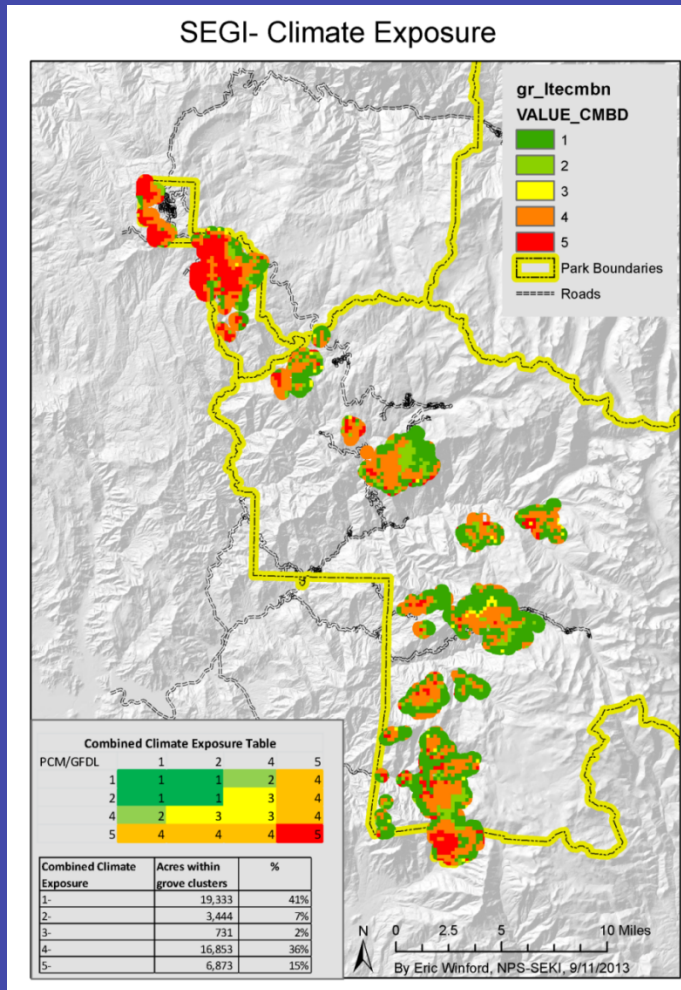 SEGI- Climate Exposure
gr_ltecmbn
VALUE_CMBD
1
2
3
4
5
Park Boundaries
Roads
Combined Climate Exposure Table
PCM/GFDL 1 2 4 5
1 1 1 2 4
2 1 1 3 4
4 2 3 3 4
5 4 4 4 5
Combined Climate Acres within %
Exposure grove clusters
1- 19,333 41%
2- 3,444 7%
3- 731 2%
4- 16,853 36%
5- 6,873 15%
N 0 2.5 5 10 Miles
By Eric Winford, NPS-SEKI, 9/11/2013